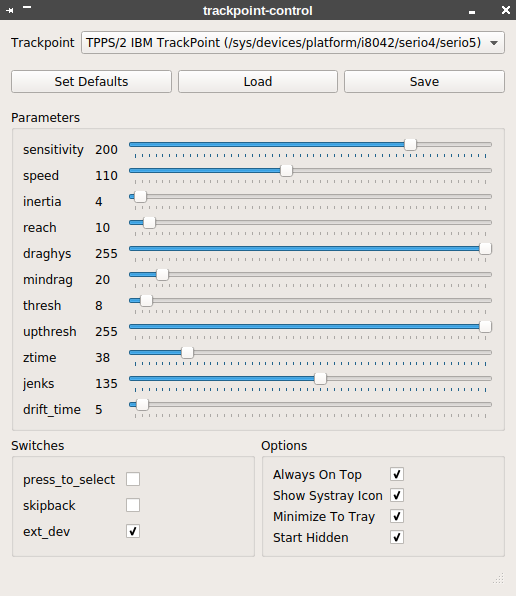 trackpoint-control
Trackpoint TPPS/2 IBM TrackPoint (/sys/devices/platform/i8042/serio4/serio5)
Set Defaults Load Save
Parameters
sensitivity 200
speed 110
inertia 4
reach 10
draghys 255
mindrag 20
thresh 8
upthresh 255
ztime 38
jenks 135
drift_time 5
Switches
press_to_select
skipback
ext_dev
Options
Always On Top
Show Systray Icon
Minimize To Tray
Start Hidden